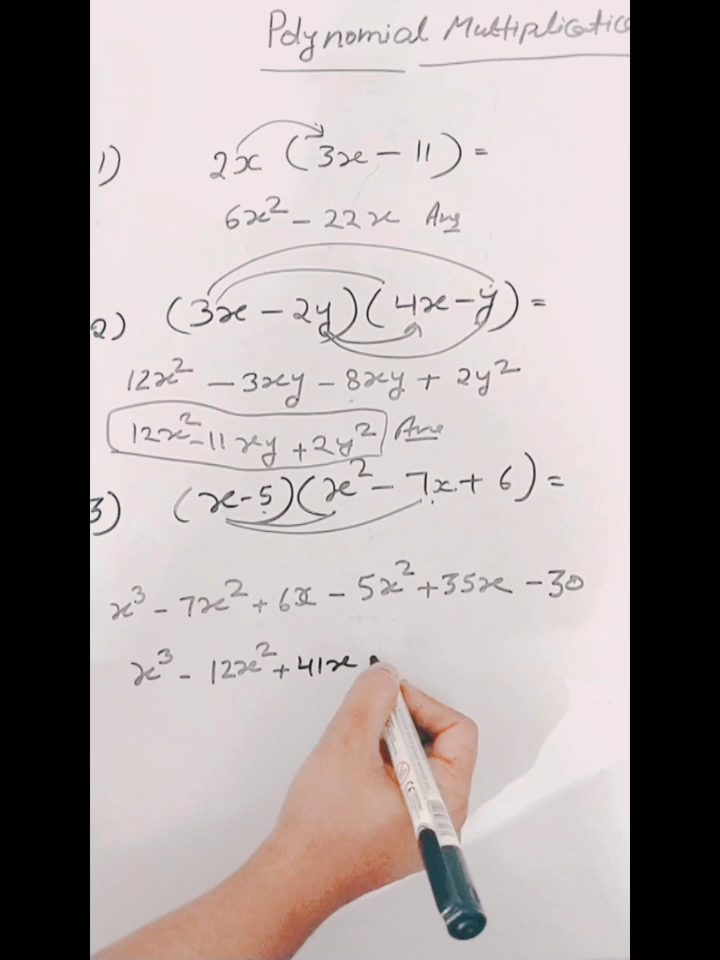 Polynomial Multiplicatio
1) 2x (3x - 11) =
6x² - 22x Ans
2) (3x - 2y)(4x - y) =
12x² - 3xy - 8xy + 2y²
12x² - 11xy + 2y² Ans
3) (x - 5)(x² - 7x + 6) =
x³ - 7x² + 6x - 5x² + 35x - 30
x³ - 12x² + 41x